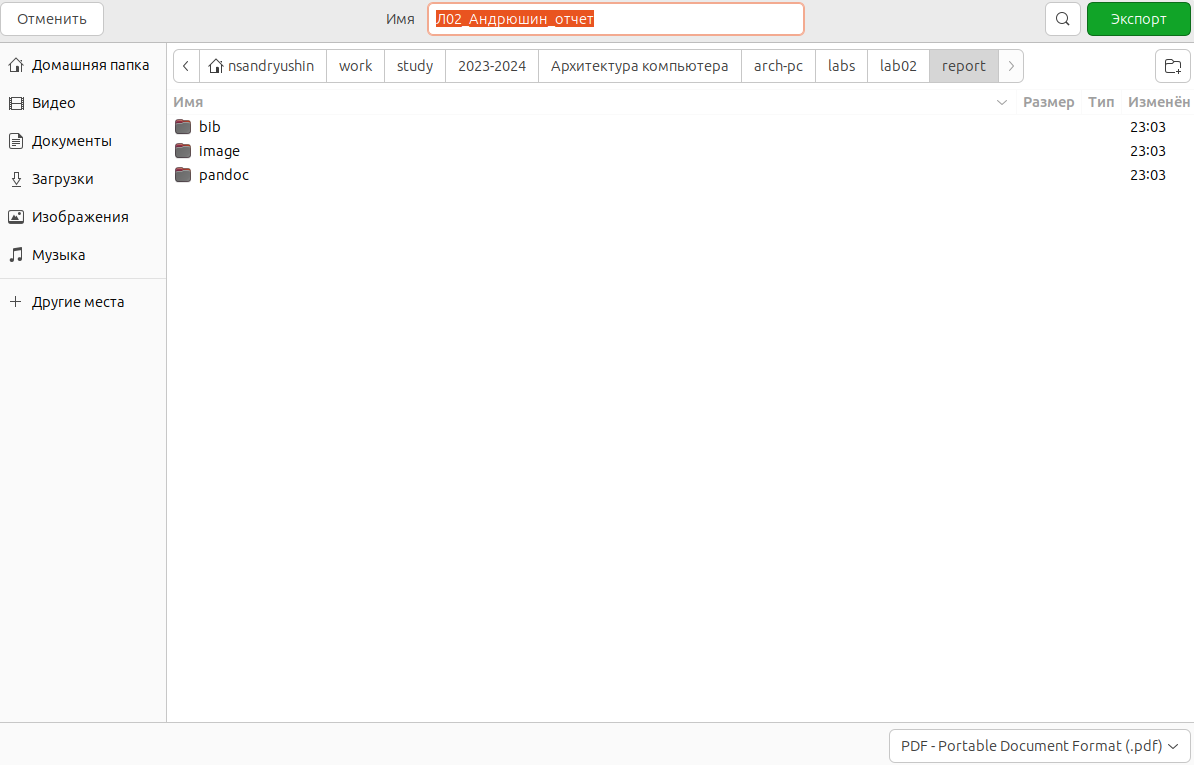 Отменить Имя Л02_Андрюшин_отчет Экспорт
Домашняя папка
Видео
Документы
Загрузки
Изображения
Музыка
Другие места
nsandryushin work study 2023-2024 Архитектура компьютера arch-pc labs lab02 report
Имя Размер Тип Изменён
bib 23:03
image 23:03
pandoc 23:03
PDF - Portable Document Format (.pdf)